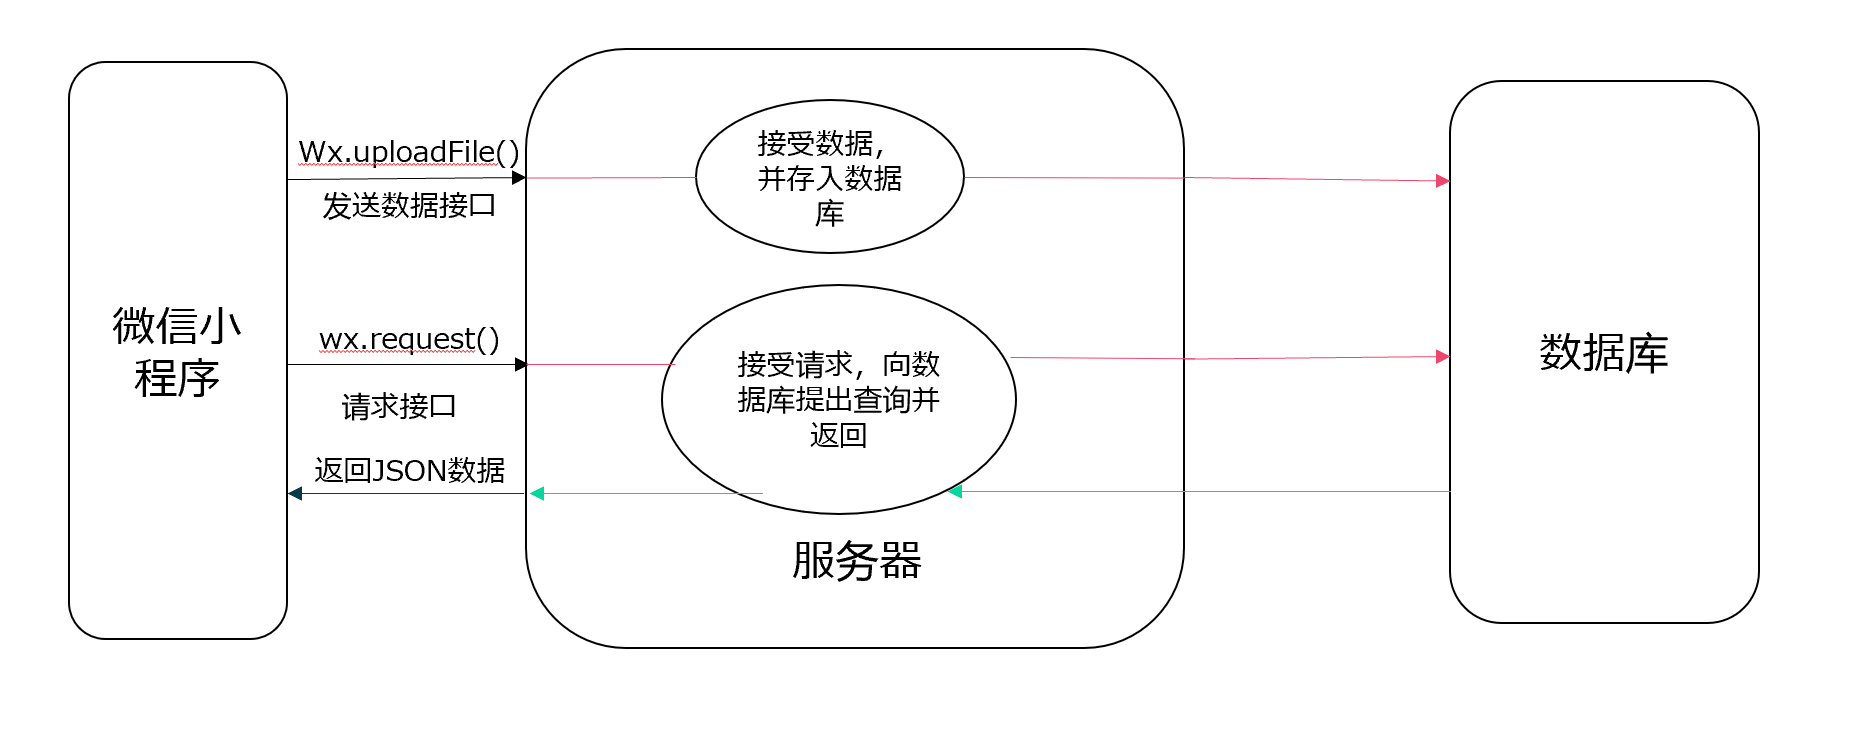 Wx.uploadFile()
发送数据接口
接受数据，
并存入数据
库
微信小
程序
wx.request()
请求接口
返回JSON数据
接受请求，向数
据库提出查询并
返回
服务器
数据库